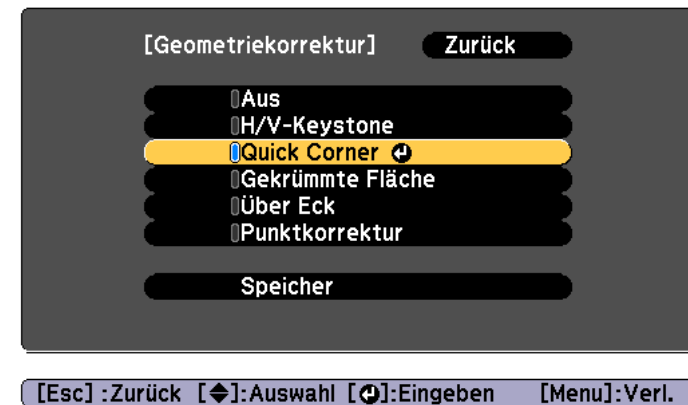 [Geometriekorrektur] Zurück
Aus
H/V-Keystone
Quick Corner
Gekrümmte Fläche
Über Eck
Punktkorrektur
Speicher
[Esc] :Zurück [◆]:Auswahl [⏎]:Eingeben [Menu]:Verl.